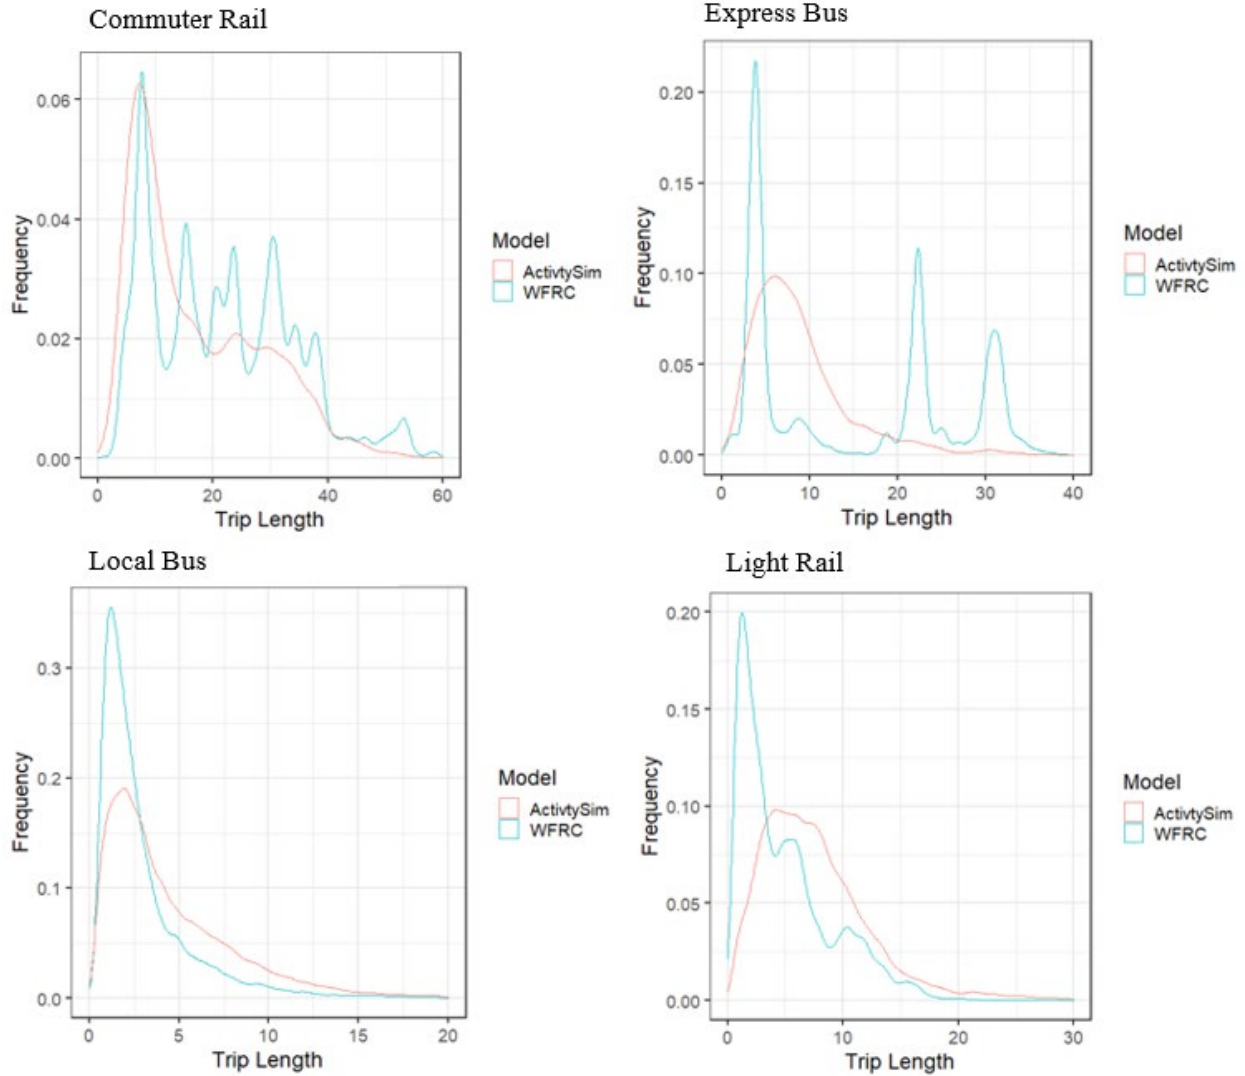 Commuter Rail
0.06
0.04
0.02
0.00
Frequency
0 20 40 60
Trip Length
Model
ActivtySim
WFRC
Express Bus
0.20
0.15
0.10
0.05
0.00
Frequency
0 10 20 30 40
Trip Length
Model
ActivtySim
WFRC
Local Bus
0.3
0.2
0.1
0.0
Frequency
0 5 10 15 20
Trip Length
Model
ActivtySim
WFRC
Light Rail
0.20
0.15
0.10
0.05
0.00
Frequency
0 10 20 30
Trip Length
Model
ActivtySim
WFRC